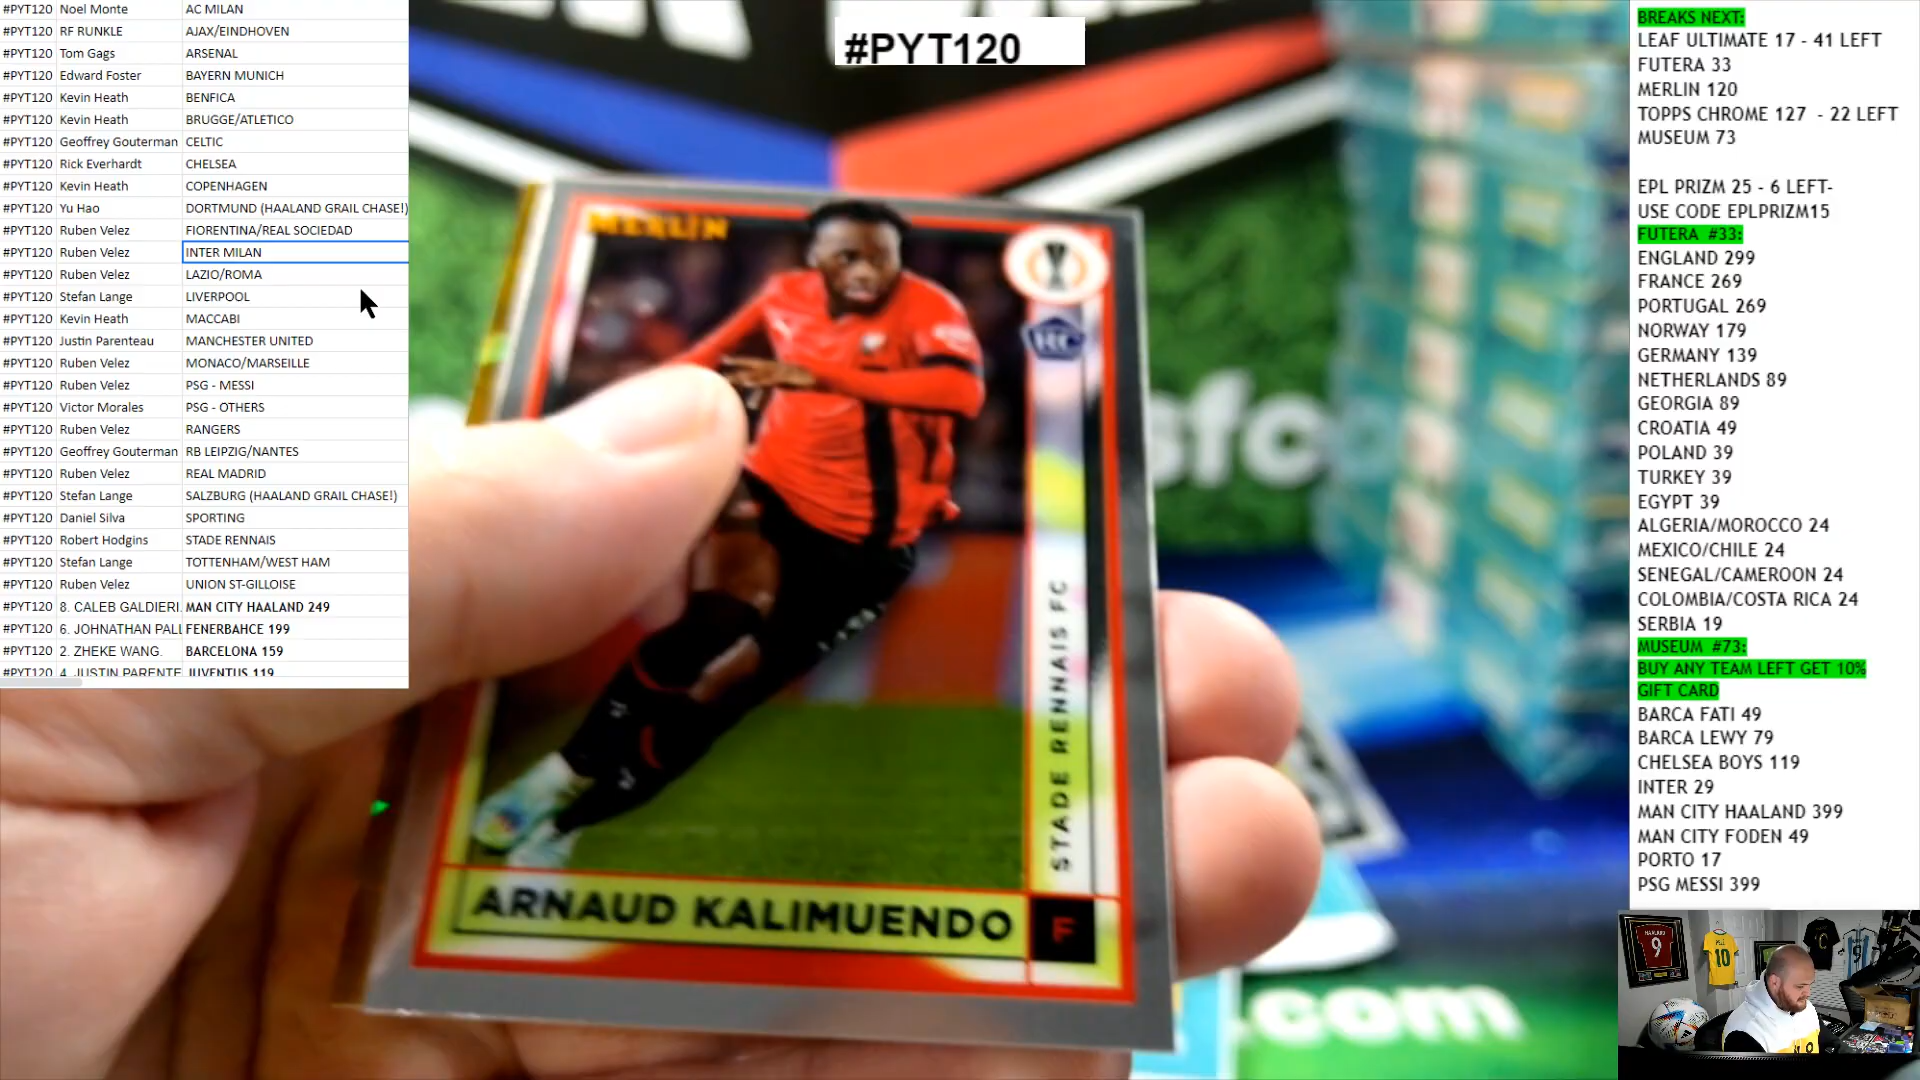 #PYT120 Noel Monte AC MILAN
#PYT120 RF RUNKLE AJAX/EINDHOVEN
#PYT120 Tom Gags ARSENAL
#PYT120 Edward Foster BAYERN MUNICH
#PYT120 Kevin Heath BENFICA
#PYT120 Kevin Heath BRUGGE/ATLETICO
#PYT120 Geoffrey Gouterman CELTIC
#PYT120 Rick Everhardt CHELSEA
#PYT120 Kevin Heath COPENHAGEN
#PYT120 Yu Hao DORTMUND (HAALAND GRAIL CHASE!)
#PYT120 Ruben Velez FIORENTINA/REAL SOCIEDAD
#PYT120 Ruben Velez INTER MILAN
#PYT120 Ruben Velez LAZIO/ROMA
#PYT120 Stefan Lange LIVERPOOL
#PYT120 Kevin Heath MACCABI
#PYT120 Justin Parenteau MANCHESTER UNITED
#PYT120 Ruben Velez MONACO/MARSEILLE
#PYT120 Ruben Velez PSG - MESSI
#PYT120 Victor Morales PSG - OTHERS
#PYT120 Ruben Velez RANGERS
#PYT120 Geoffrey Gouterman RB LEIPZIG/NANTES
#PYT120 Ruben Velez REAL MADRID
#PYT120 Stefan Lange SALZBURG (HAALAND GRAIL CHASE!)
#PYT120 Daniel Silva SPORTING
#PYT120 Robert Hodgins STADE RENNAIS
#PYT120 Stefan Lange TOTTENHAM/WEST HAM
#PYT120 Ruben Velez UNION ST-GILLOISE
#PYT120 8. CALEB GALDIERI. MAN CITY HAALAND 249
#PYT120 6. JOHNATHAN PALL FENERBAHCE 199
#PYT120 2. ZHEKE WANG. BARCELONA 159
#PYT120 4. JUSTIN PARENTE JUVENTUS 119
#PYT120
MERLIN
RC
STADE RENNAIS FC
ARNAUD KALIMUENDO
F
sfc
.com
BREAKS NEXT:
LEAF ULTIMATE 17 - 41 LEFT
FUTERA 33
MERLIN 120
TOPPS CHROME 127 - 22 LEFT
MUSEUM 73
EPL PRIZM 25 - 6 LEFT-
USE CODE EPLPRIZM15
FUTERA #33:
ENGLAND 299
FRANCE 269
PORTUGAL 269
NORWAY 179
GERMANY 139
NETHERLANDS 89
GEORGIA 89
CROATIA 49
POLAND 39
TURKEY 39
EGYPT 39
ALGERIA/MOROCCO 24
MEXICO/CHILE 24
SENEGAL/CAMEROON 24
COLOMBIA/COSTA RICA 24
SERBIA 19
MUSEUM #73:
BUY ANY TEAM LEFT GET 10%
GIFT CARD
BARCA FATI 49
BARCA LEWY 79
CHELSEA BOYS 119
INTER 29
MAN CITY HAALAND 399
MAN CITY FODEN 49
PORTO 17
PSG MESSI 399
9
10